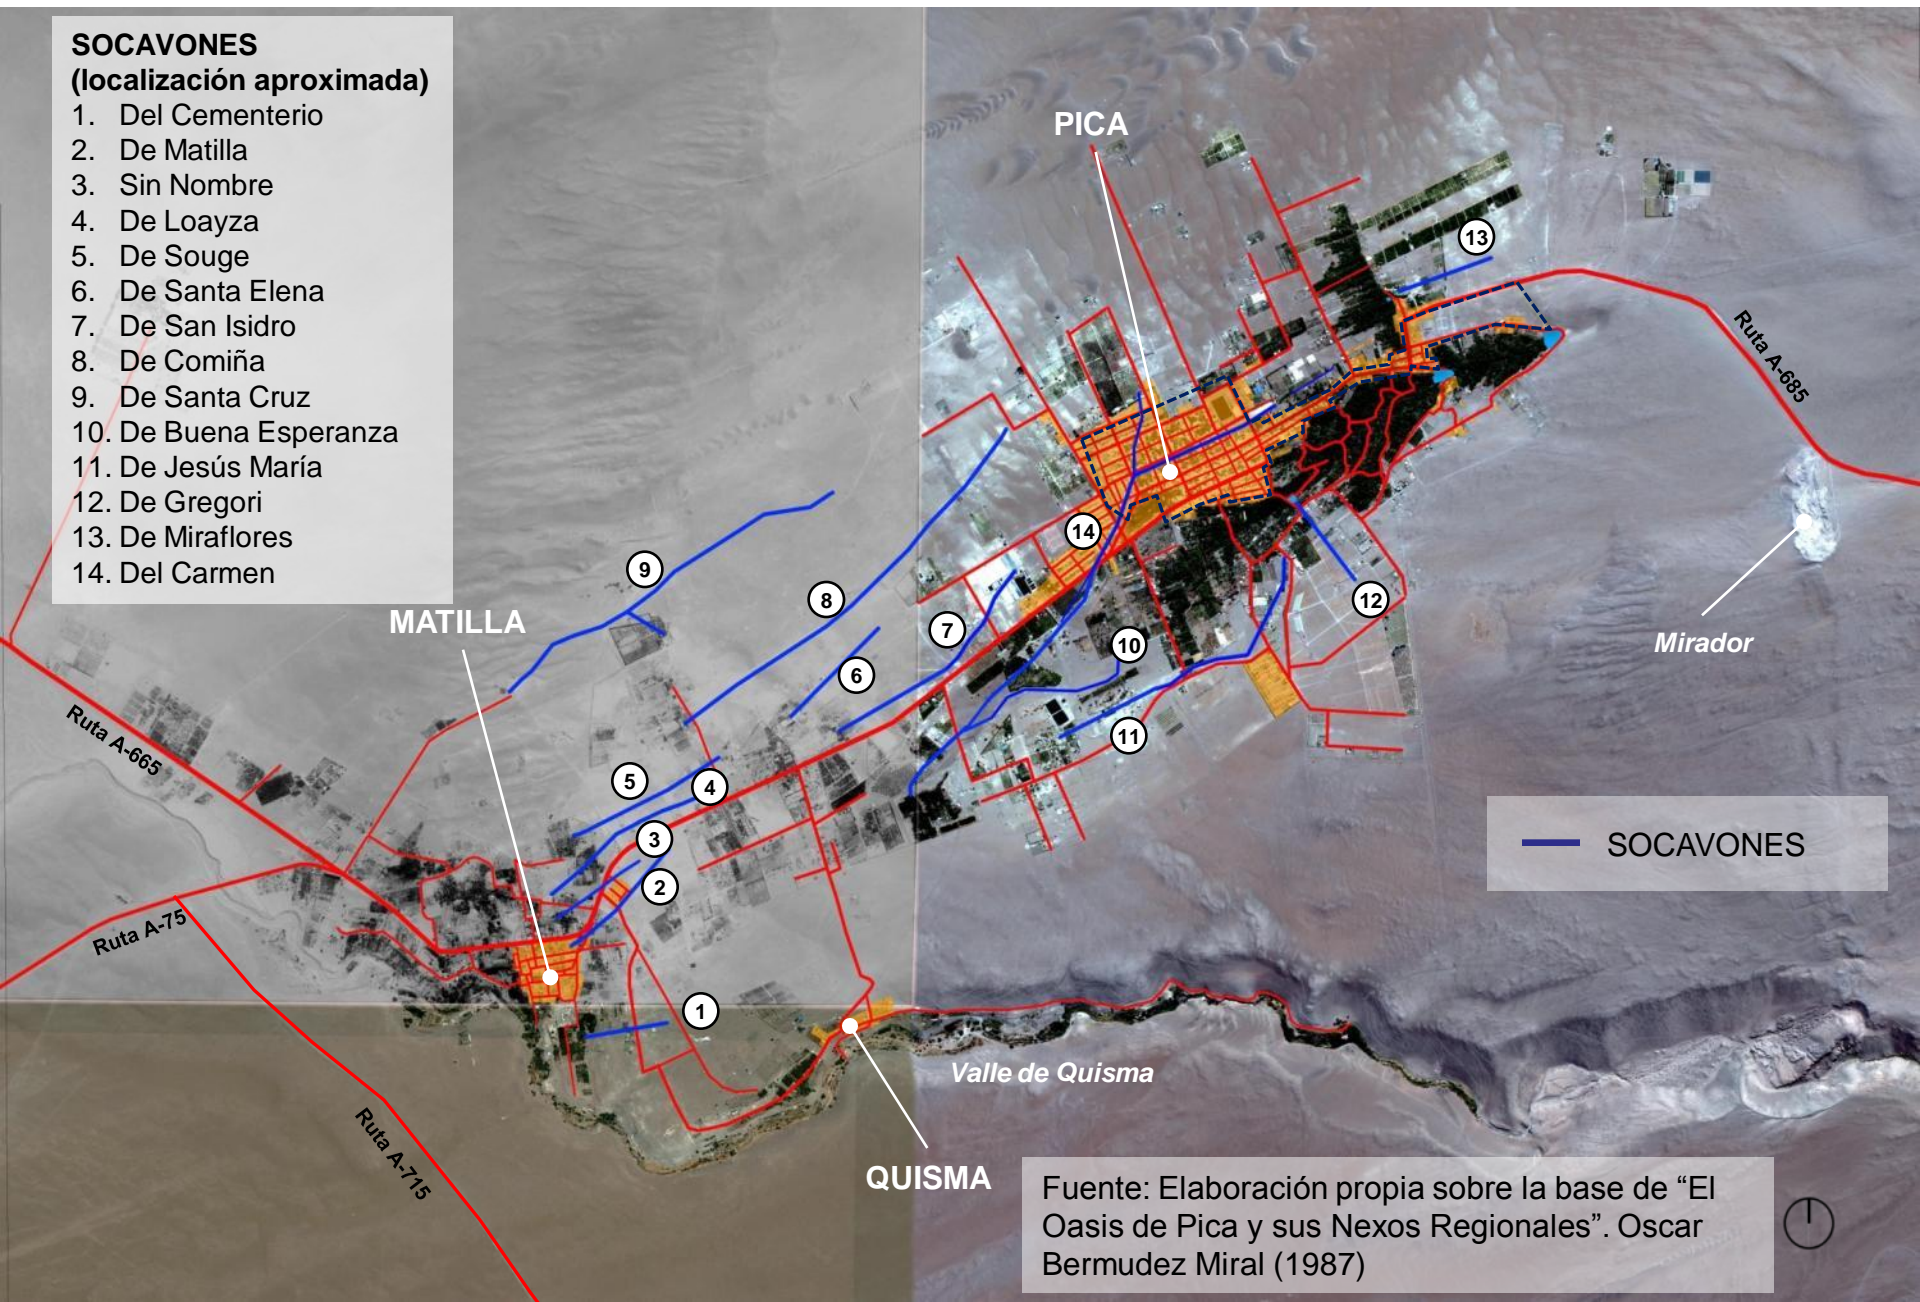 SOCAVONES
(localización aproximada)
1. Del Cementerio
2. De Matilla
3. Sin Nombre
4. De Loayza
5. De Souge
6. De Santa Elena
7. De San Isidro
8. De Comiña
9. De Santa Cruz
10. De Buena Esperanza
11. De Jesús María
12. De Gregori
13. De Miraflores
14. Del Carmen
PICA
13
Ruta A-685
14
9
8
12
MATILLA
7
10
Mirador
6
Ruta A-665
11
5
4
3
SOCAVONES
2
Ruta A-75
1
Valle de Quisma
Ruta A-715
QUISMA
Fuente: Elaboración propia sobre la base de “El
Oasis de Pica y sus Nexos Regionales”. Oscar
Bermudez Miral (1987)